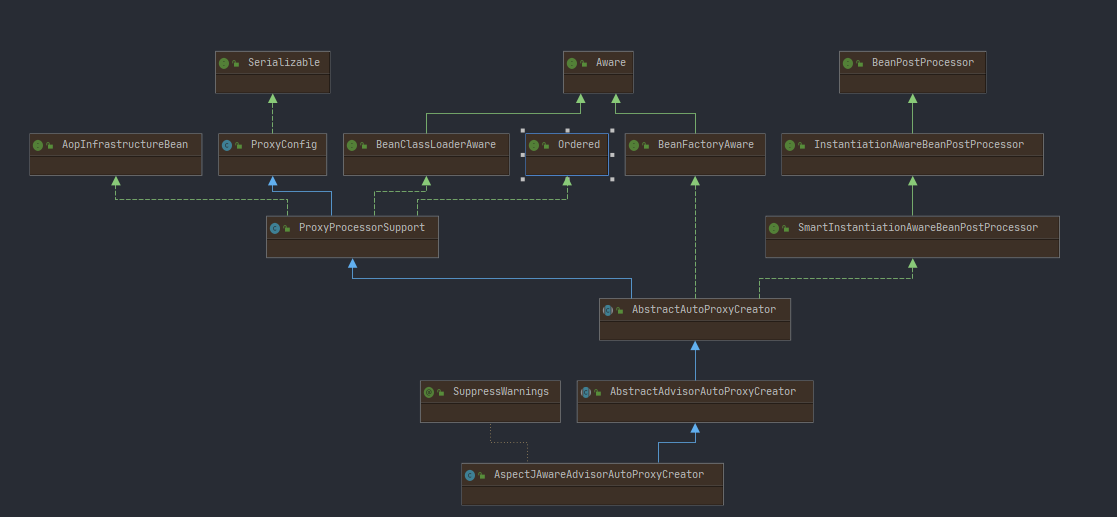 Serializable
Aware
BeanPostProcessor
AopInfrastructureBean
ProxyConfig
BeanClassLoaderAware
Ordered
BeanFactoryAware
InstantiationAwareBeanPostProcessor
ProxyProcessorSupport
SmartInstantiationAwareBeanPostProcessor
AbstractAutoProxyCreator
SuppressWarnings
AbstractAdvisorAutoProxyCreator
AspectJAwareAdvisorAutoProxyCreator